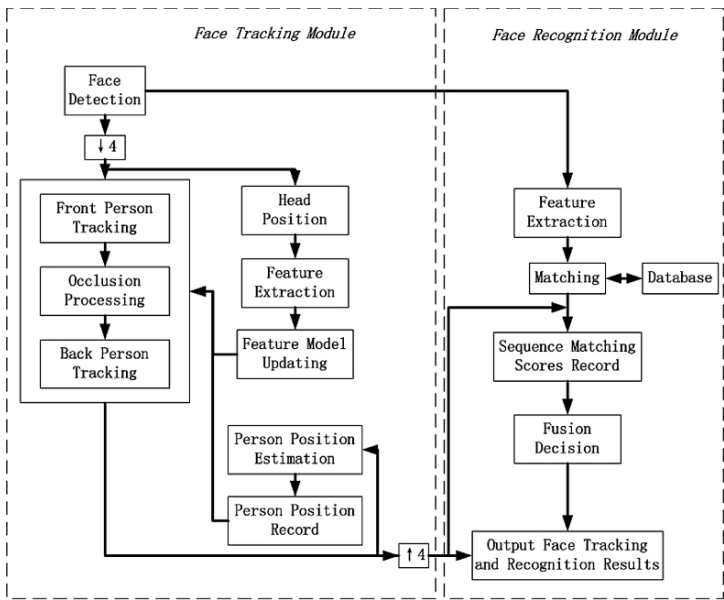 Face Tracking Module
Face Recognition Module
Face
Detection
↓4
Front Person
Tracking
Occlusion
Processing
Back Person
Tracking
Head
Position
Feature
Extraction
Feature Model
Updating
Person Position
Estimation
Person Position
Record
↑4
Feature
Extraction
Matching
Database
Sequence Matching
Scores Record
Fusion
Decision
Output Face Tracking
and Recognition Results